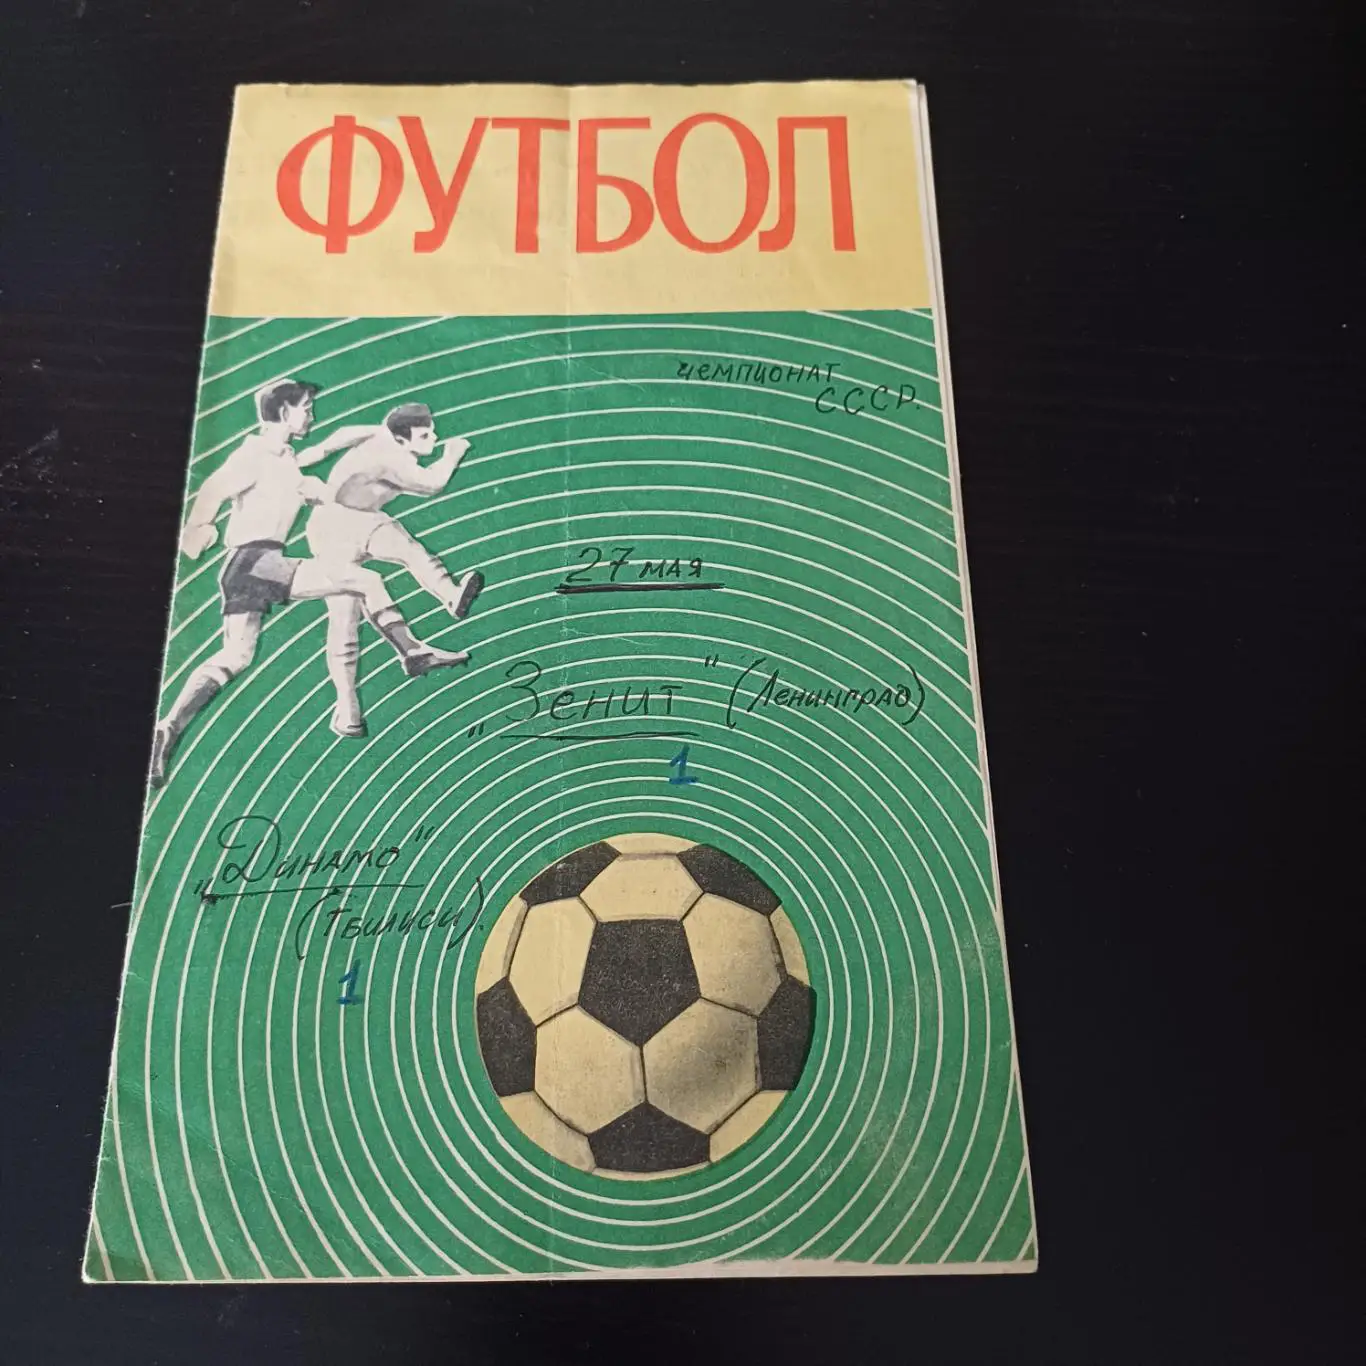 ФУТБОЛ
чемпионат
СССР.
27 мая
"Зенит" (Ленинград)
1
"Динамо"
(Тбилиси).
1